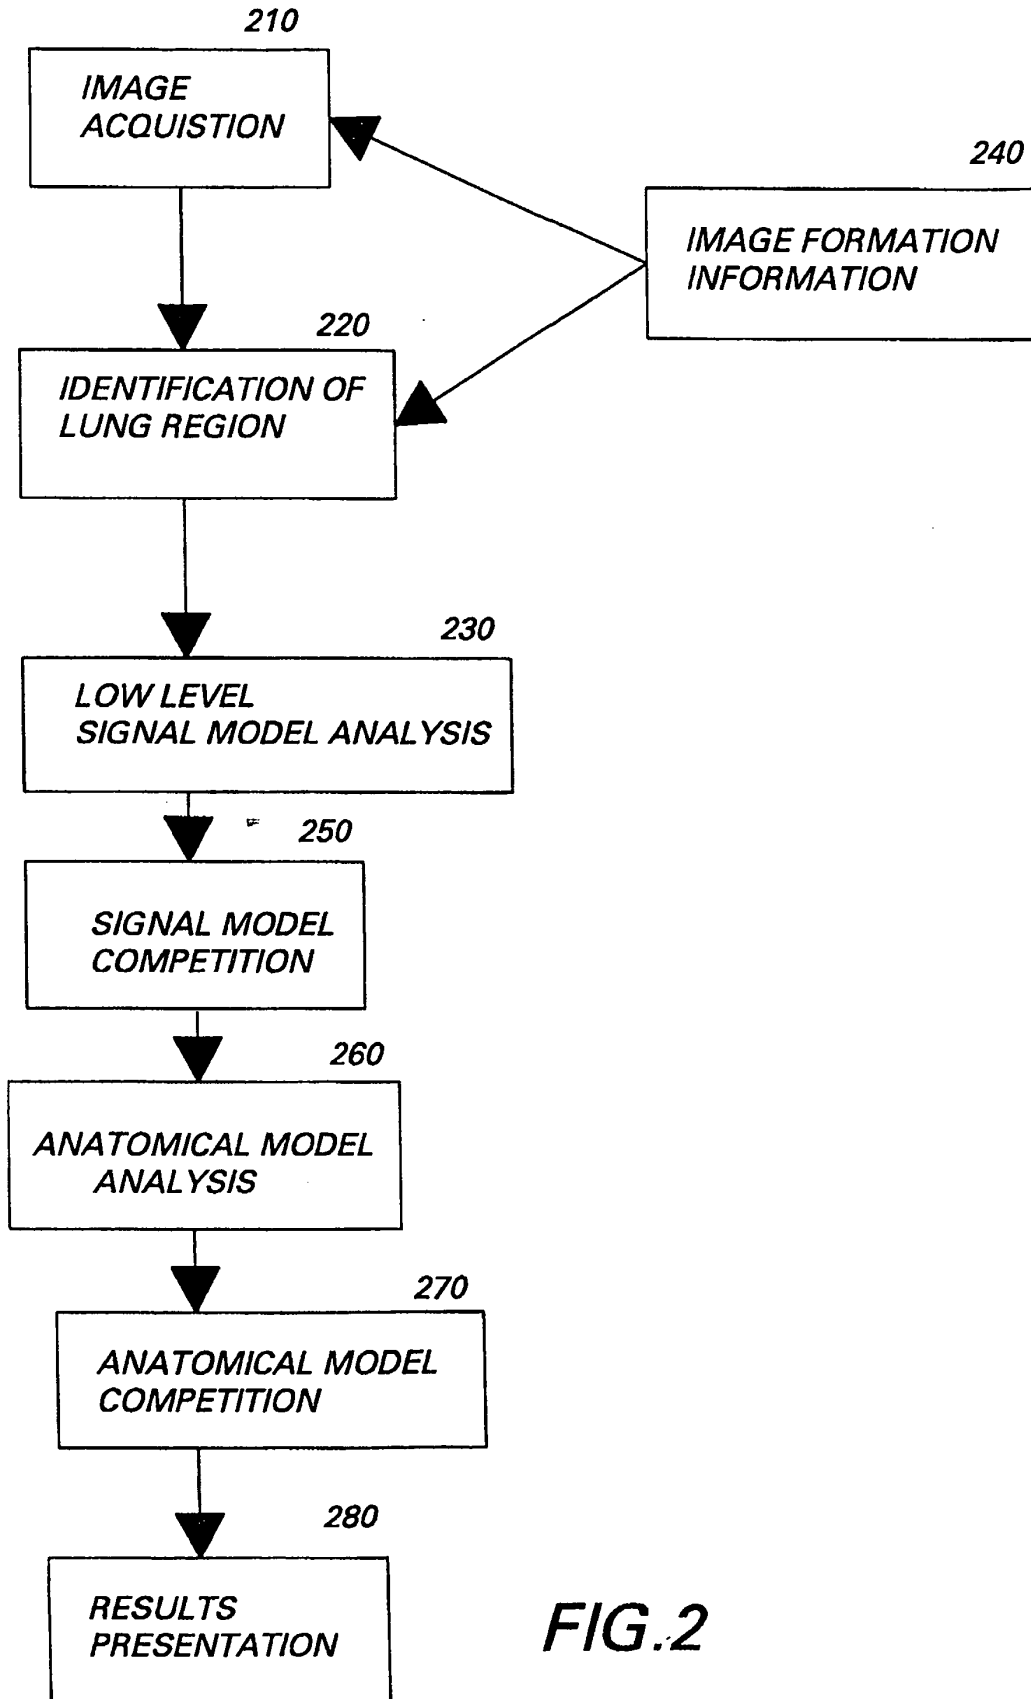 210
IMAGE
ACQUISTION
240
IMAGE FORMATION
INFORMATION
220
IDENTIFICATION OF
LUNG REGION
230
LOW LEVEL
SIGNAL MODEL ANALYSIS
250
SIGNAL MODEL
COMPETITION
260
ANATOMICAL MODEL
ANALYSIS
270
ANATOMICAL MODEL
COMPETITION
280
RESULTS
PRESENTATION
FIG.2